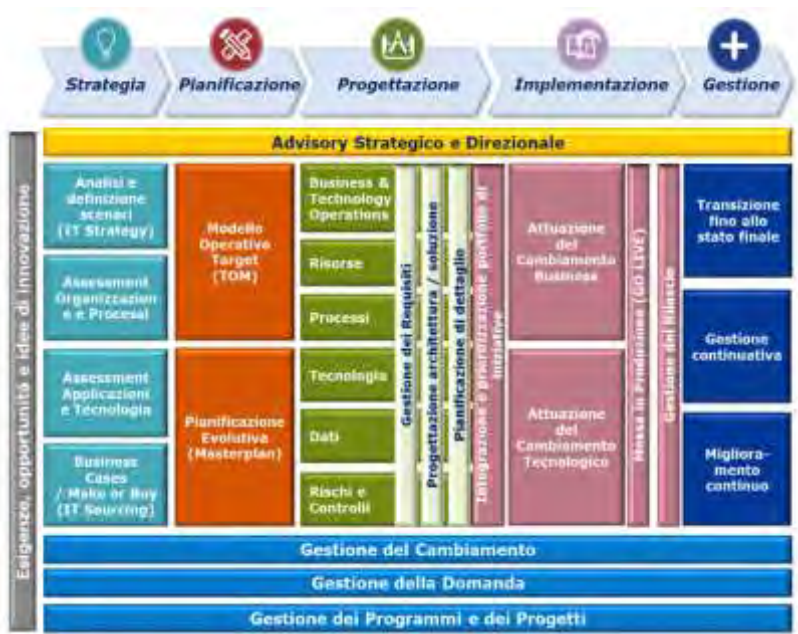 Strategia
Pianificazione
Progettazione
Implementazione
Gestione
Esigenze, opportunità e idee di innovazione
Advisory Strategico e Direzionale
Analisi e
definizione
scenari
(IT Strategy)
Assessment
Organizzazion
e e Processi
Assessment
Applicazioni
e Tecnologia
Business
Cases
/ Make or Buy
(IT Sourcing)
Modello
Operativo
Target
(TOM)
Pianificazione
Evolutiva
(Masterplan)
Business &
Technology
Operations
Risorse
Processi
Tecnologia
Dati
Rischi e
Controlli
Gestione dei Requisiti
Progettazione architettura / soluzione
Pianificazione di dettaglio
Integrazione e prioritizzazione portfolio di
iniziative
Attuazione
del
Cambiamento
Business
Attuazione
del
Cambiamento
Tecnologico
Messa in Produzione (GO LIVE)
Gestione del Rilascio
Transizione
fino allo
stato finale
Gestione
continuativa
Migliora-
mento
continuo
Gestione del Cambiamento
Gestione della Domanda
Gestione dei Programmi e dei Progetti